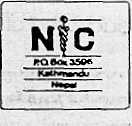 NIC
P.O. Box 3596
Kathmandu
Nepal